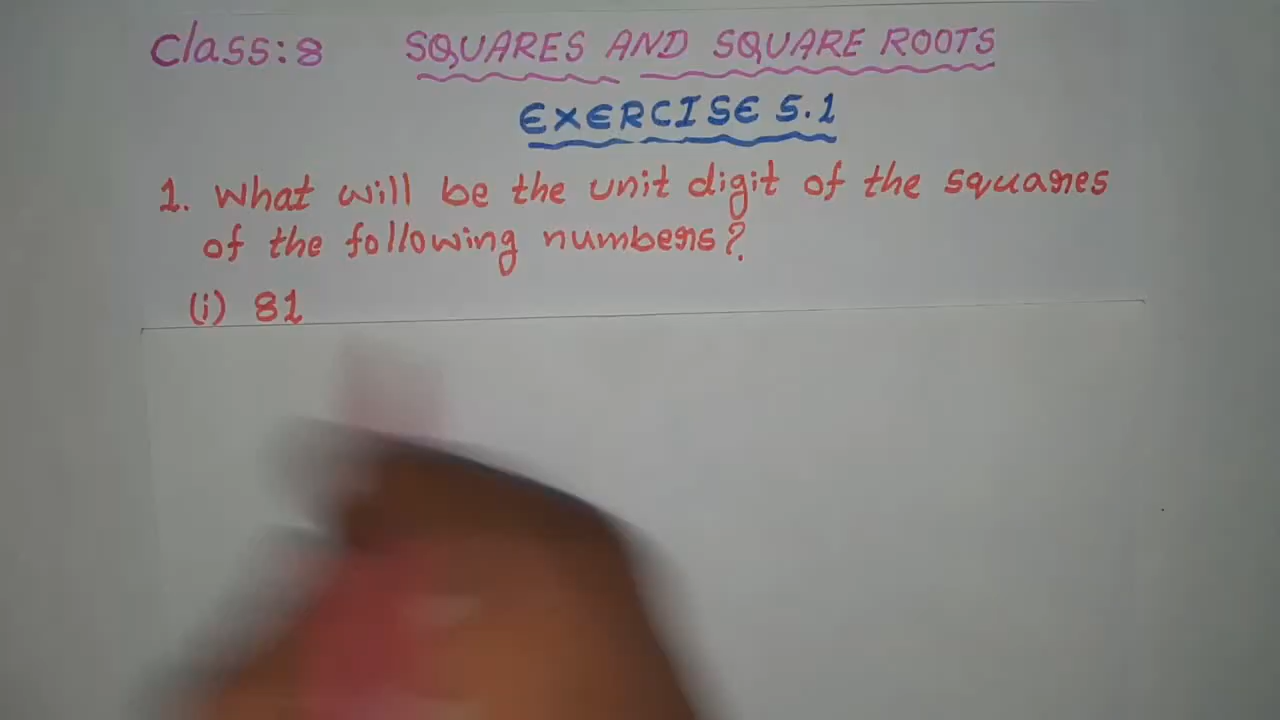 Class:8 SQUARES AND SQUARE ROOTS
EXERCISE 5.1
1. What will be the unit digit of the squares
of the following numbers?
(i) 81